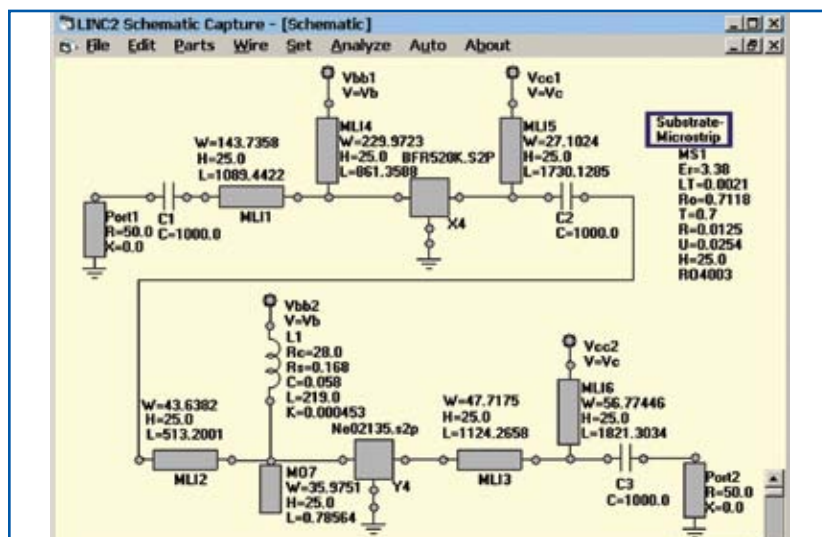 LINC2 Schematic Capture - [Schematic]
File Edit Parts Wire Set Analyze Auto About
Vbb1
V=Vb
MLI4
W=229.9723
H=25.0
L=861.3588
Vcc1
V=Vc
MLI5
W=27.1024
H=25.0
L=1730.1285
Substrate-
Microstrip
MS1
Er=3.38
LT=0.0021
Ro=0.7118
T=0.7
R=0.0125
U=0.0254
H=25.0
RO4003
W=143.7358
H=25.0
L=1089.4422
MLI1
BFR520K.S2P
X4
Port1
R=50.0
X=0.0
C1
C=1000.0
C2
C=1000.0
Vbb2
V=Vb
L1
Rc=28.0
Rs=0.168
C=0.058
L=219.0
K=0.000453
Vcc2
V=Vc
MLI6
W=56.77446
H=25.0
L=1821.3034
W=43.6382
H=25.0
L=513.2001
MLI2
Ne02135.s2p
Y4
W=47.7175
H=25.0
L=1124.2658
MLI3
MO7
W=35.9751
H=25.0
L=0.78564
C3
C=1000.0
Port2
R=50.0
X=0.0